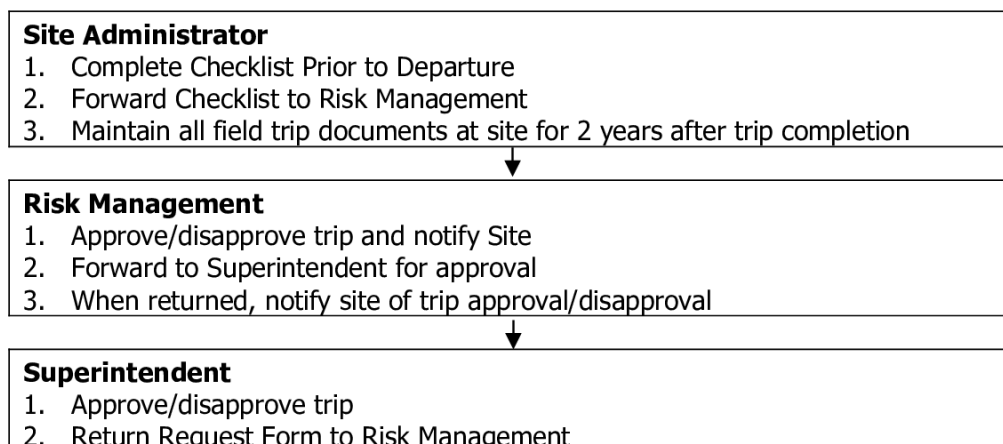 Site Administrator
1. Complete Checklist Prior to Departure
2. Forward Checklist to Risk Management
3. Maintain all field trip documents at site for 2 years after trip completion
Risk Management
1. Approve/disapprove trip and notify Site
2. Forward to Superintendent for approval
3. When returned, notify site of trip approval/disapproval
Superintendent
1. Approve/disapprove trip
2. Return Request Form to Risk Management